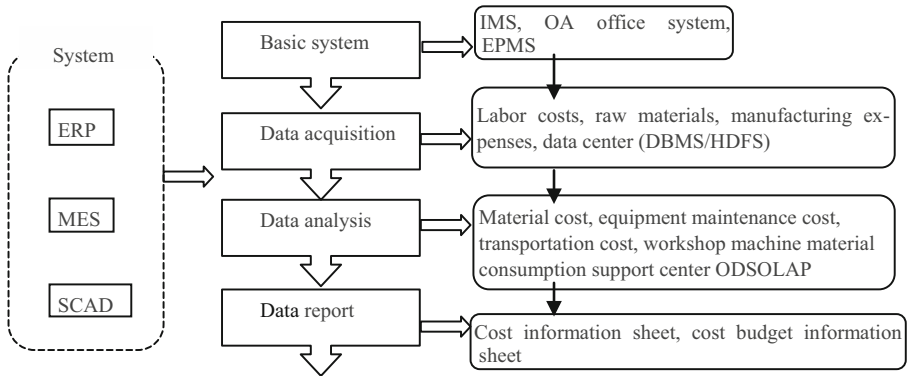 System
ERP
MES
SCAD
Basic system
Data acquisition
Data analysis
Data report
IMS, OA office system,
EPMS
Labor costs, raw materials, manufacturing ex-
penses, data center (DBMS/HDFS)
Material cost, equipment maintenance cost,
transportation cost, workshop machine material
consumption support center ODSOLAP
Cost information sheet, cost budget information
sheet